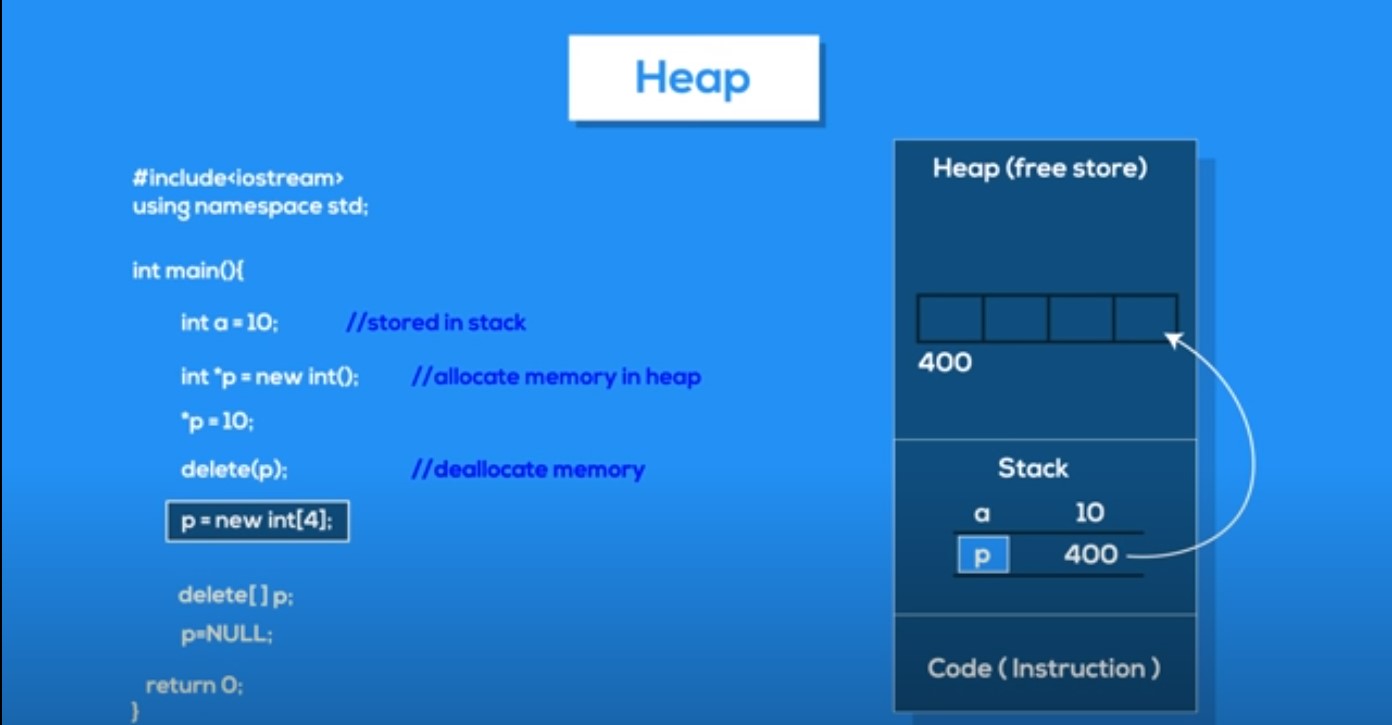 Heap
#include<iostream>
using namespace std;
int main(){
int a = 10; //stored in stack
int *p = new int(); //allocate memory in heap
*p = 10;
delete(p); //deallocate memory
p = new int[4];
delete[ ] p;
p=NULL;
return 0;
}
Heap (free store)
400
Stack
a 10
p 400
Code ( Instruction )